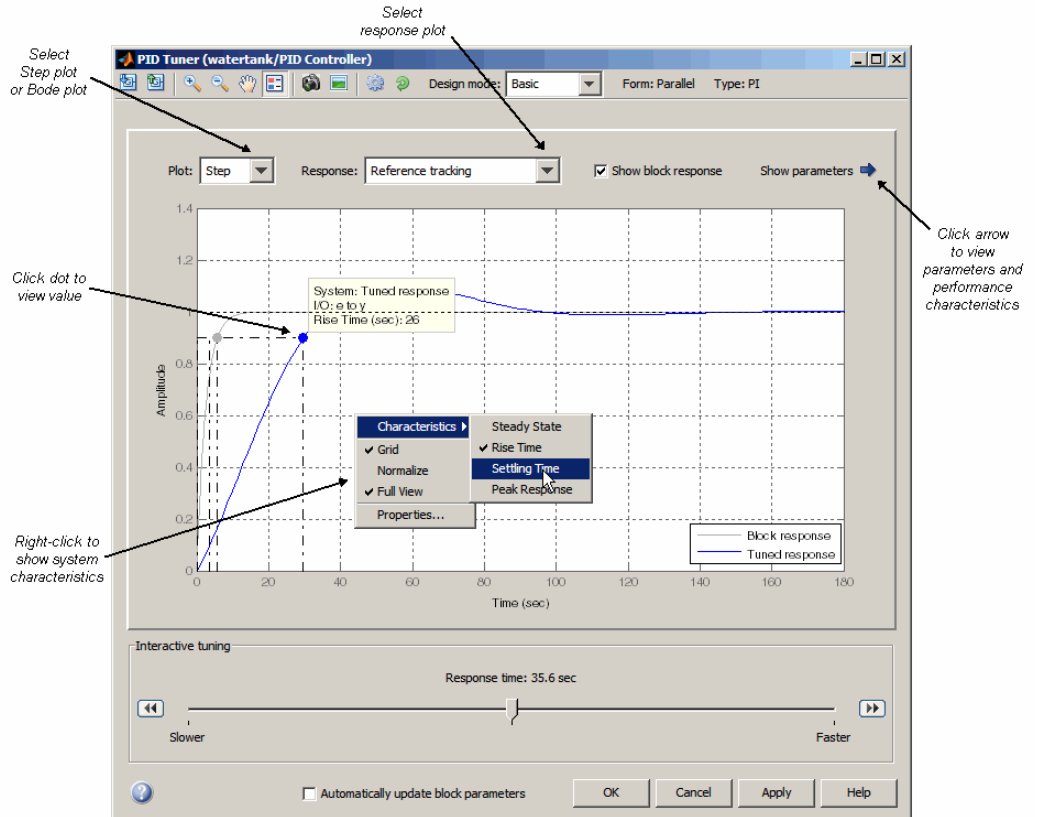 Select
response plot
Select
Step plot
or Bode plot
PID Tuner (watertank/PID Controller)
Design mode: Basic Form: Parallel Type: PI
Plot: Step Response: Reference tracking Show block response Show parameters
Click arrow
to view
parameters and
performance
characteristics
Click dot to
view value
1.4
1.2
1
0.8
0.6
0.4
0.2
0
Amplitude
System: Tuned response
I/O: e to y
Rise Time (sec): 26
Characteristics
Grid
Normalize
Full View
Properties...
Steady State
Rise Time
Settling Time
Peak Response
Right-click to
show system
characteristics
Block response
Tuned response
0 20 40 60 80 100 120 140 160 180
Time (sec)
Interactive tuning
Response time: 35.6 sec
Slower Faster
Automatically update block parameters OK Cancel Apply Help